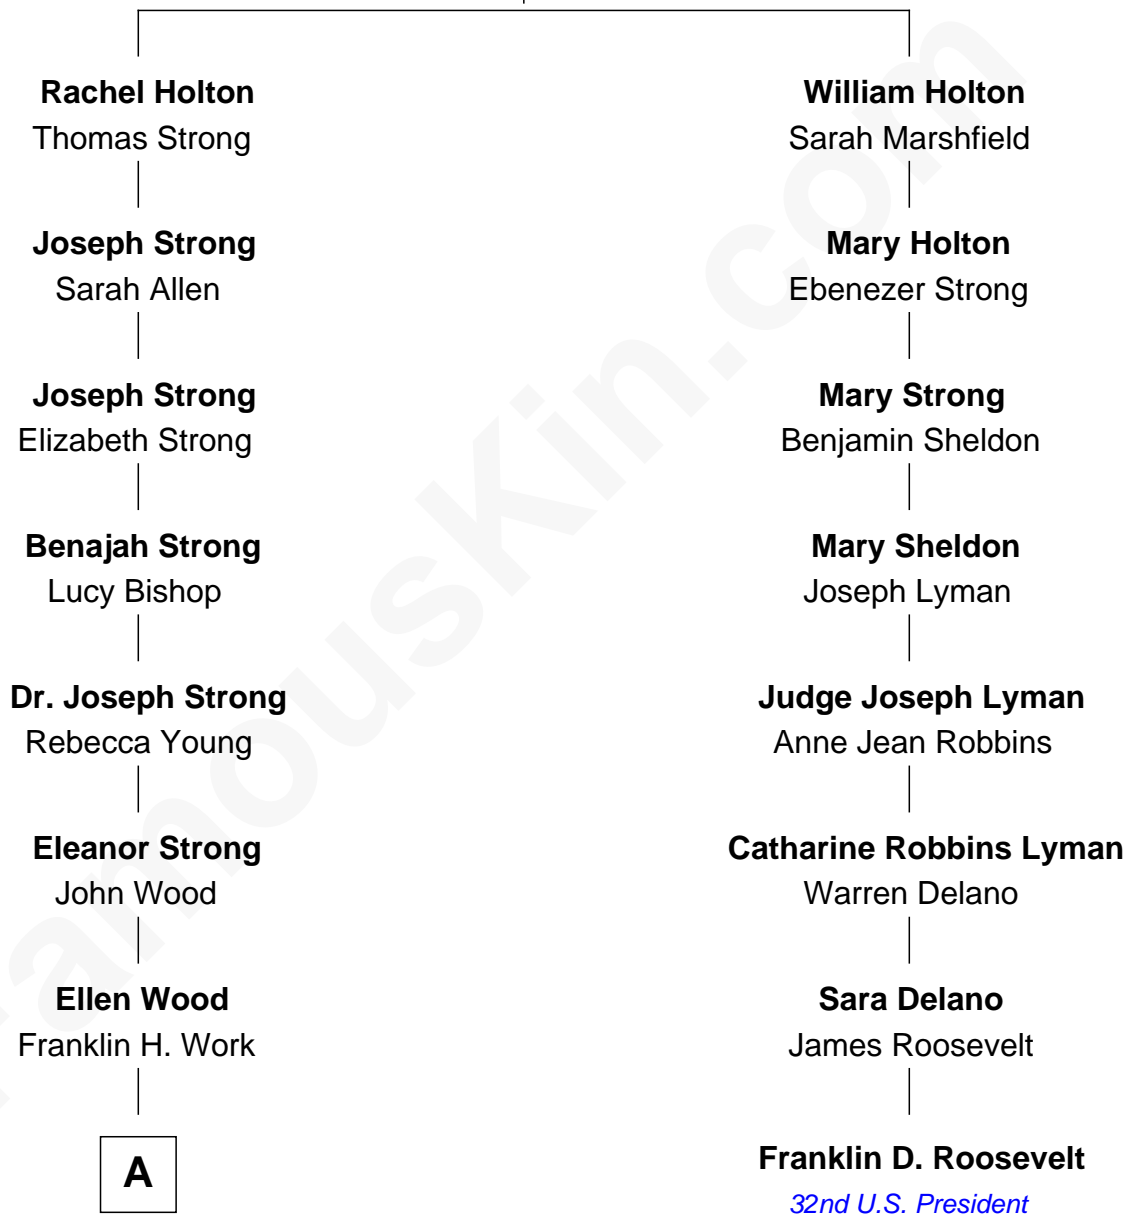 Rachel Holton
Thomas Strong
William Holton
Sarah Marshfield
Joseph Strong
Sarah Allen
Mary Holton
Ebenezer Strong
Joseph Strong
Elizabeth Strong
Mary Strong
Benjamin Sheldon
Benajah Strong
Lucy Bishop
Mary Sheldon
Joseph Lyman
Dr. Joseph Strong
Rebecca Young
Judge Joseph Lyman
Anne Jean Robbins
Eleanor Strong
John Wood
Catharine Robbins Lyman
Warren Delano
Ellen Wood
Franklin H. Work
Sara Delano
James Roosevelt
A
Franklin D. Roosevelt
32nd U.S. President
FamousKin.com